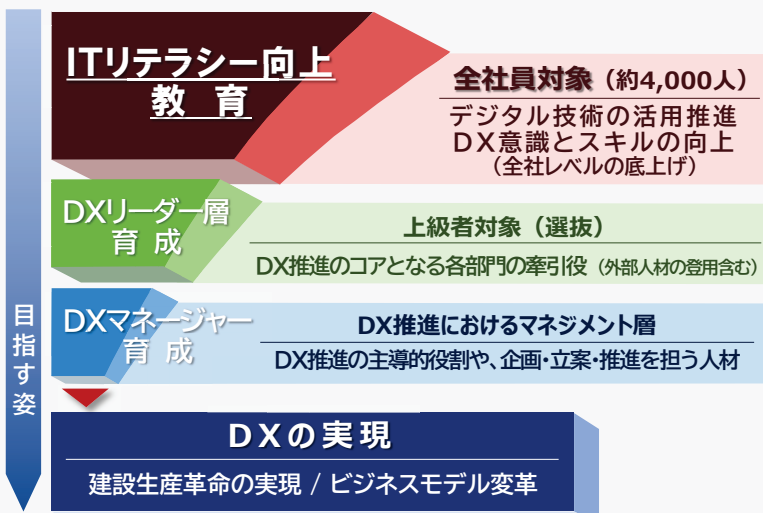 ITリテラシー向上
教 育
全社員対象（約4,000人）
デジタル技術の活用推進
DX意識とスキルの向上
（全社レベルの底上げ）
DXリーダー層
育 成
上級者対象（選抜）
DX推進のコアとなる各部門の牽引役（外部人材の登用含む）
DXマネージャー
育 成
DX推進におけるマネジメント層
DX推進の主導的役割や、企画・立案・推進を担う人材
目指す姿
DXの実現
建設生産革命の実現 / ビジネスモデル変革